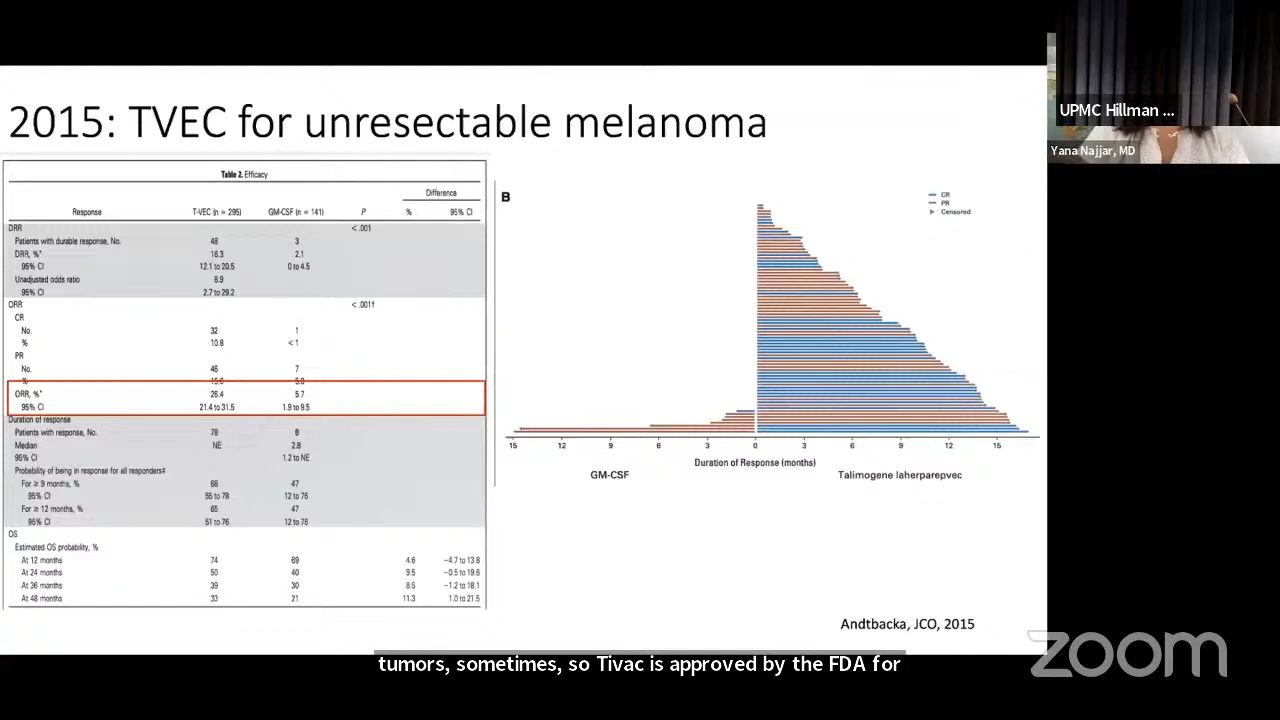 2015: TVEC for unresectable melanoma
Table 2. Efficacy
Difference
Response T-VEC (n = 295) GM-CSF (n = 141) P % 95% CI
DRR <.001
Patients with durable response, No. 48 3
DRR, %* 16.3 2.1
95% CI 12.1 to 20.5 0 to 4.5
Unadjusted odds ratio 8.9
95% CI 2.7 to 29.2
ORR <.001†
CR
No. 32 1
% 10.8 <1
PR
No. 46 7
% 15.6 5.0
ORR, %* 26.4 5.7
95% CI 21.4 to 31.5 1.9 to 9.5
Duration of response
Patients with response, No. 78 8
Median NE 2.8
95% CI 1.2 to NE
Probability of being in response for all responders‡
For ≥ 9 months, % 68 47
95% CI 55 to 78 12 to 76
For ≥ 12 months, % 65 47
95% CI 51 to 76 12 to 76
OS
Estimated OS probability, %
At 12 months 74 69 4.6 −4.7 to 13.8
At 24 months 50 40 9.5 −0.5 to 19.6
At 36 months 39 30 8.5 −1.2 to 18.1
At 48 months 33 21 11.3 1.0 to 21.5
B
CR
PR
Censored
15 12 9 6 3 0 3 6 9 12 15
Duration of Response (months)
GM-CSF Talimogene laherparepvec
Andtbacka, JCO, 2015
UPMC Hillman ...
Yana Najjar, MD
zoom
tumors, sometimes, so Tivac is approved by the FDA for